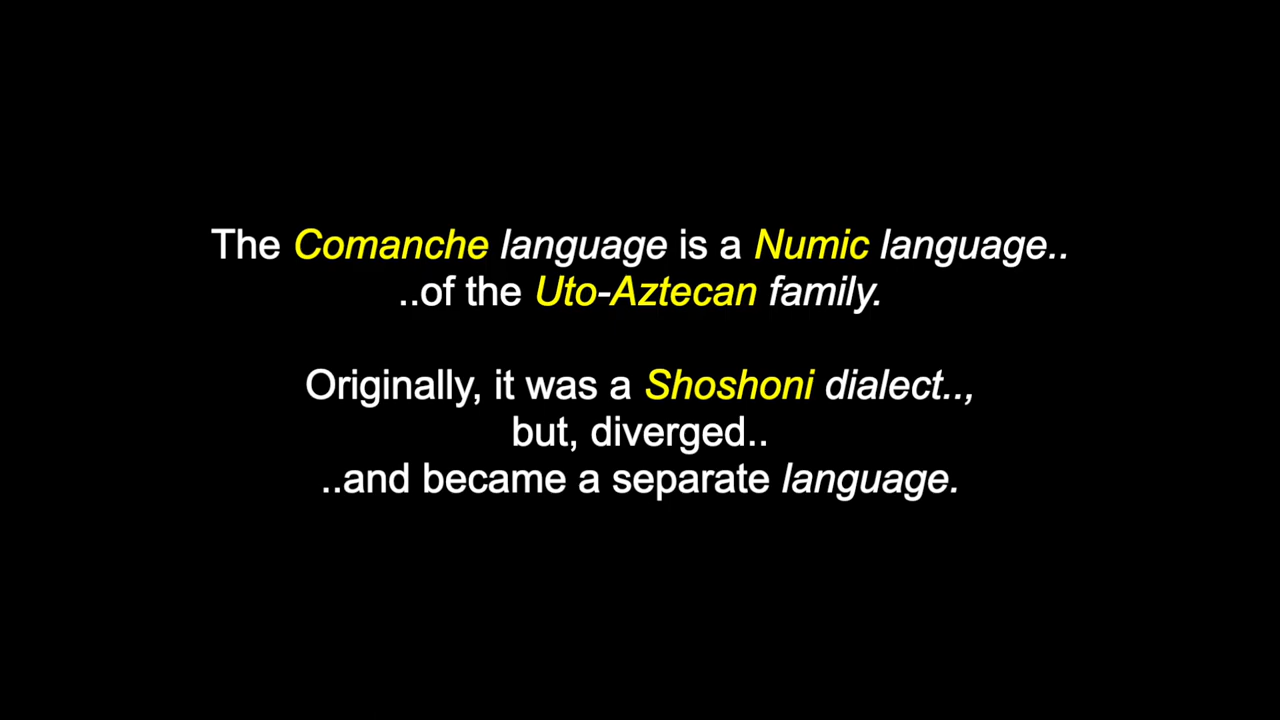 The Comanche language is a Numic language..
..of the Uto-Aztecan family.
Originally, it was a Shoshoni dialect..,
but, diverged..
..and became a separate language.